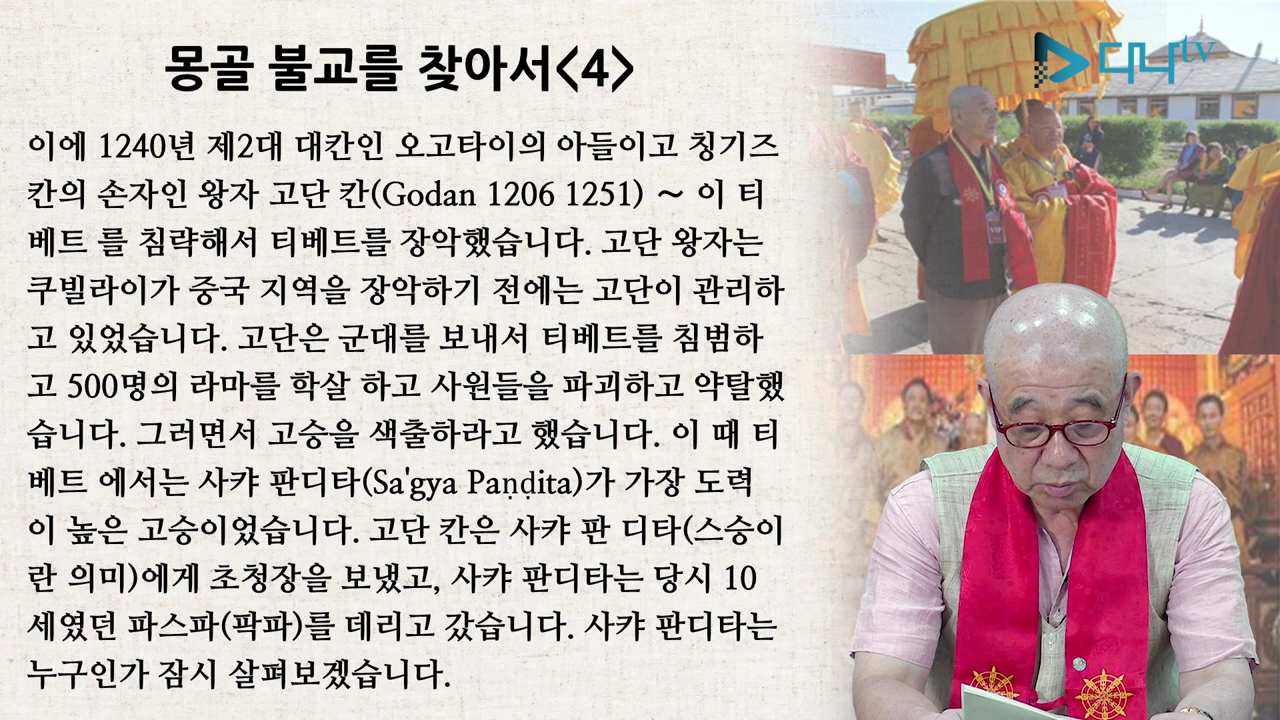 몽골 불교를 찾아서<4>
다나tv
이에 1240년 제2대 대칸인 오고타이의 아들이고 칭기즈
칸의 손자인 왕자 고단 칸(Godan 1206 1251) ~ 이 티
베트 를 침략해서 티베트를 장악했습니다. 고단 왕자는
쿠빌라이가 중국 지역을 장악하기 전에는 고단이 관리하
고 있었습니다. 고단은 군대를 보내서 티베트를 침범하
고 500명의 라마를 학살 하고 사원들을 파괴하고 약탈했
습니다. 그러면서 고승을 색출하라고 했습니다. 이 때 티
베트 에서는 사캬 판디타(Sa'gya Paṇḍita)가 가장 도력
이 높은 고승이었습니다. 고단 칸은 사캬 판 디타(스승이
란 의미)에게 초청장을 보냈고, 사캬 판디타는 당시 10
세였던 파스파(팍파)를 데리고 갔습니다. 사캬 판디타는
누구인가 잠시 살펴보겠습니다.
VIP